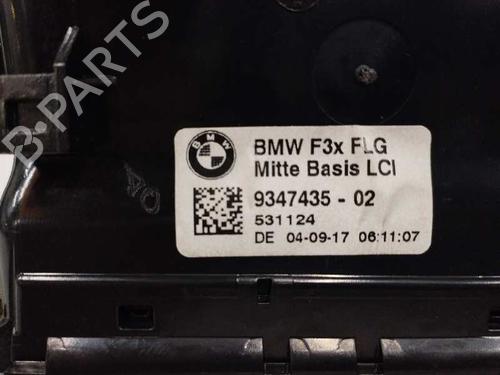 B-PARTS
BMW
BMW F3x FLG
Mitte Basis LCI
9347435 - 02
531124
DE 04-09-17 06:11:07